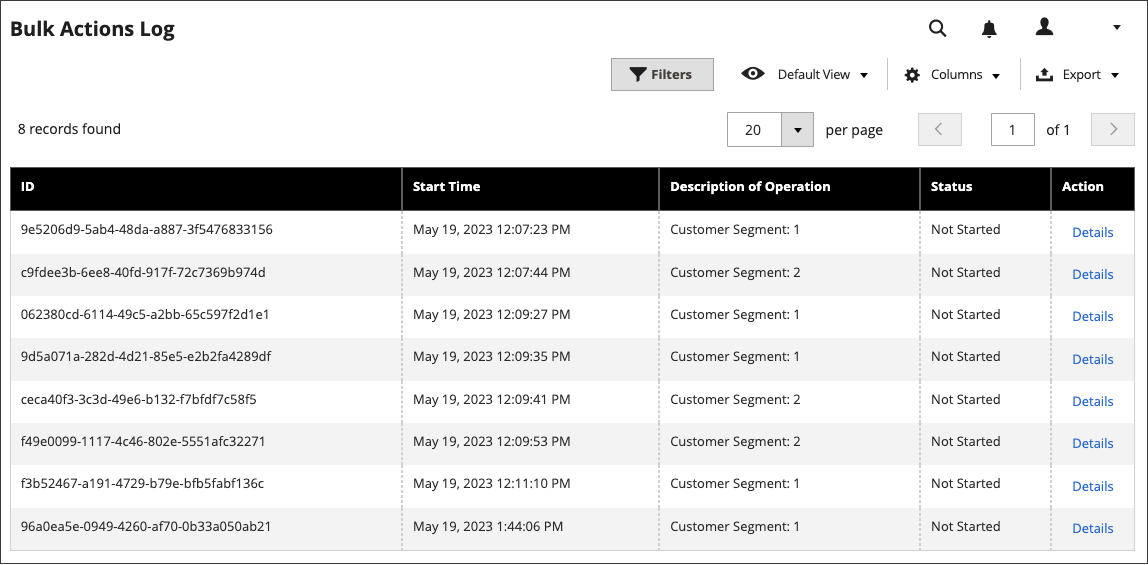 Bulk Actions Log
Filters Default View Columns Export
8 records found 20 per page 1 of 1
ID Start Time Description of Operation Status Action
9e5206d9-5ab4-48da-a887-3f5476833156 May 19, 2023 12:07:23 PM Customer Segment: 1 Not Started Details
c9fdee3b-6ee8-40fd-917f-72c7369b974d May 19, 2023 12:07:44 PM Customer Segment: 2 Not Started Details
062380cd-6114-49c5-a2bb-65c597f2d1e1 May 19, 2023 12:09:27 PM Customer Segment: 1 Not Started Details
9d5a071a-282d-4d21-85e5-e2b2fa4289df May 19, 2023 12:09:35 PM Customer Segment: 1 Not Started Details
ceca40f3-3c3d-49e6-b132-f7bfdf7c58f5 May 19, 2023 12:09:41 PM Customer Segment: 2 Not Started Details
f49e0099-1117-4c46-802e-5551afc32271 May 19, 2023 12:09:53 PM Customer Segment: 2 Not Started Details
f3b52467-a191-4729-b79e-bfb5fabf136c May 19, 2023 12:11:10 PM Customer Segment: 1 Not Started Details
96a0ea5e-0949-4260-af70-0b33a050ab21 May 19, 2023 1:44:06 PM Customer Segment: 1 Not Started Details